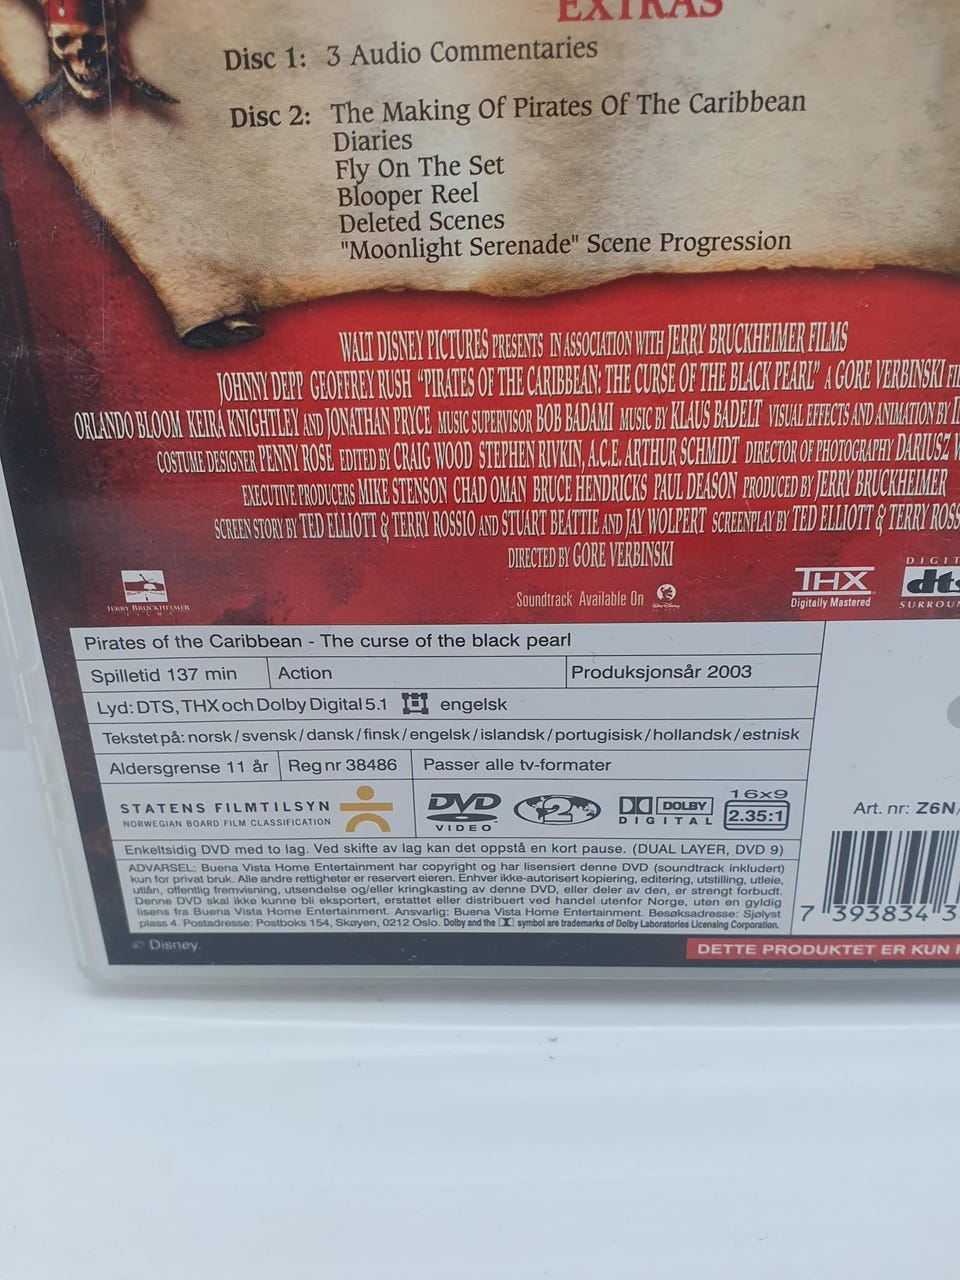 EXTRAS
Disc 1: 3 Audio Commentaries
Disc 2: The Making Of Pirates Of The Caribbean
Diaries
Fly On The Set
Blooper Reel
Deleted Scenes
"Moonlight Serenade" Scene Progression
WALT DISNEY PICTURES PRESENTS IN ASSOCIATION WITH JERRY BRUCKHEIMER FILMS
JOHNNY DEPP GEOFFREY RUSH “PIRATES OF THE CARIBBEAN: THE CURSE OF THE BLACK PEARL” A GORE VERBINSKI
ORLANDO BLOOM KEIRA KNIGHTLEY AND JONATHAN PRYCE MUSIC SUPERVISOR BOB BADAMI MUSIC BY KLAUS BADELT VISUAL EFFECTS AND ANIMATION BY
COSTUME DESIGNER PENNY ROSE EDITED BY CRAIG WOOD STEPHEN RIVKIN, A.C.E. ARTHUR SCHMIDT DIRECTOR OF PHOTOGRAPHY DARIUSZ
EXECUTIVE PRODUCERS MIKE STENSON CHAD OMAN BRUCE HENDRICKS PAUL DEASON PRODUCED BY JERRY BRUCKHEIMER
SCREEN STORY BY TED ELLIOTT & TERRY ROSSIO AND STUART BEATTIE AND JAY WOLPERT SCREENPLAY BY TED ELLIOTT & TERRY ROSS
DIRECTED BY GORE VERBINSKI
JERRY BRUCKHEIMER
FILMS
Soundtrack Available On
THX
Digitally Mastered
DIGIT
dts
SURROUN
Pirates of the Caribbean - The curse of the black pearl
Spilletid 137 min Action Produksjonsår 2003
Lyd: DTS, THX och Dolby Digital 5.1 engelsk
Tekstet på: norsk/svensk/dansk/finsk/engelsk/islandsk/portugisisk/hollandsk/estnisk
Aldersgrense 11 år Reg nr 38486 Passer alle tv-formater
STATENS FILMTILSYN
NORWEGIAN BOARD FILM CLASSIFICATION
DVD
VIDEO
2
DOLBY
DIGITAL
16x9
2.35:1
Art. nr: Z6N/
Enkeltsidig DVD med to lag. Ved skifte av lag kan det oppstå en kort pause. (DUAL LAYER, DVD 9)
ADVARSEL: Buena Vista Home Entertainment har copyright og har lisensiert denne DVD (soundtrack inkludert)
kun for privat bruk. Alle andre rettigheter er reservert eieren. Enhver ikke-autorisert kopiering, editering, utstilling, utleie,
utlån, offentlig fremvisning, utsendelse og/eller kringkasting av denne DVD, eller deler av den, er strengt forbudt.
Denne DVD skal ikke kunne bli eksportert, erstattet eller distribuert ved handel utenfor Norge, uten en gyldig
lisens fra Buena Vista Home Entertainment. Ansvarlig: Buena Vista Home Entertainment. Besøksadresse: Sjølyst
plass 4. Postadresse: Postboks 154, Skøyen, 0212 Oslo. Dolby and the symbol are trademarks of Dolby Laboratories Licensing Corporation.
7 393834 3
© Disney.
DETTE PRODUKTET ER KUN